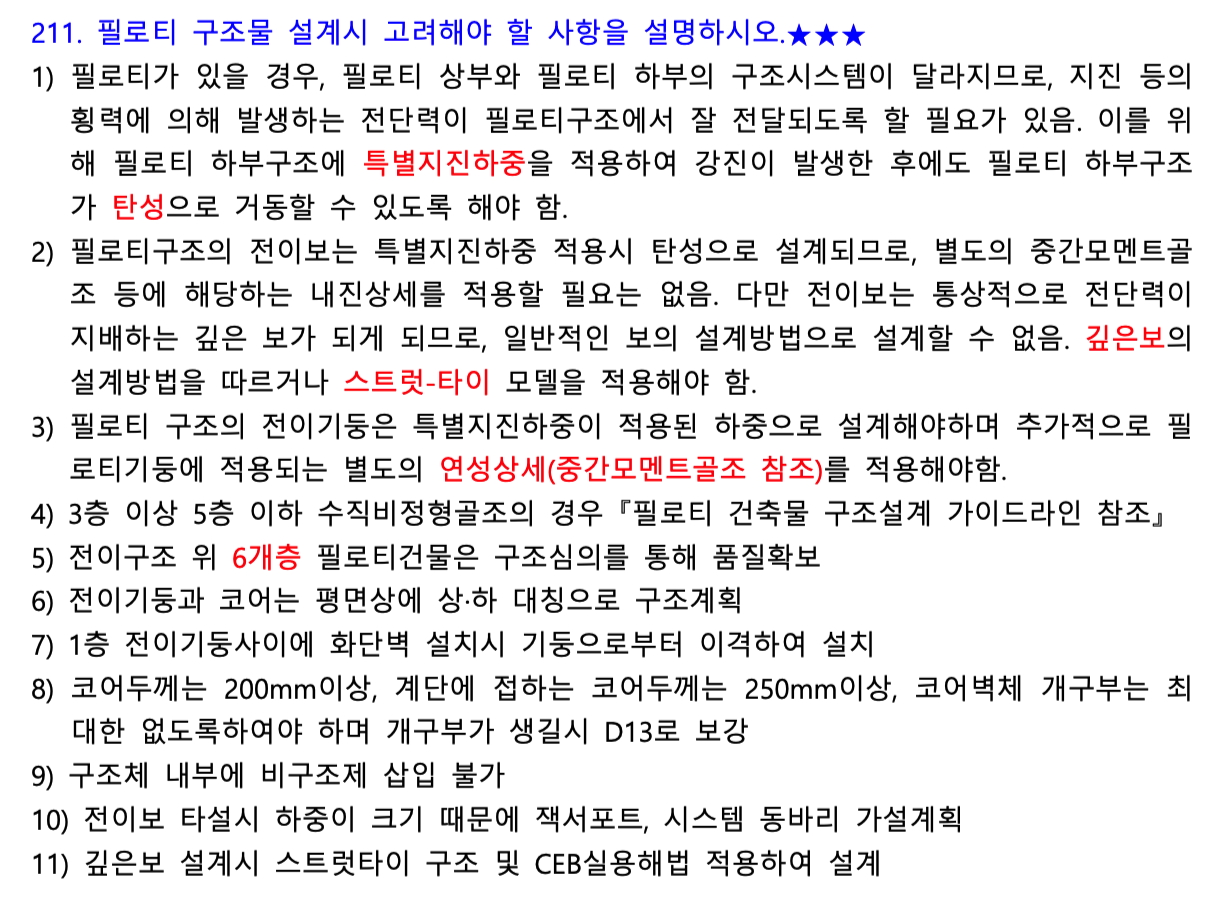 211. 필로티 구조물 설계시 고려해야 할 사항을 설명하시오.★★★
1) 필로티가 있을 경우, 필로티 상부와 필로티 하부의 구조시스템이 달라지므로, 지진 등의
횡력에 의해 발생하는 전단력이 필로티구조에서 잘 전달되도록 할 필요가 있음. 이를 위
해 필로티 하부구조에 특별지진하중을 적용하여 강진이 발생한 후에도 필로티 하부구조
가 탄성으로 거동할 수 있도록 해야 함.
2) 필로티구조의 전이보는 특별지진하중 적용시 탄성으로 설계되므로, 별도의 중간모멘트골
조 등에 해당하는 내진상세를 적용할 필요는 없음. 다만 전이보는 통상적으로 전단력이
지배하는 깊은 보가 되게 되므로, 일반적인 보의 설계방법으로 설계할 수 없음. 깊은보의
설계방법을 따르거나 스트럿-타이 모델을 적용해야 함.
3) 필로티 구조의 전이기둥은 특별지진하중이 적용된 하중으로 설계해야하며 추가적으로 필
로티기둥에 적용되는 별도의 연성상세(중간모멘트골조 참조)를 적용해야함.
4) 3층 이상 5층 이하 수직비정형골조의 경우『필로티 건축물 구조설계 가이드라인 참조』
5) 전이구조 위 6개층 필로티건물은 구조심의를 통해 품질확보
6) 전이기둥과 코어는 평면상에 상·하 대칭으로 구조계획
7) 1층 전이기둥사이에 화단벽 설치시 기둥으로부터 이격하여 설치
8) 코어두께는 200mm이상, 계단에 접하는 코어두께는 250mm이상, 코어벽체 개구부는 최
대한 없도록하여야 하며 개구부가 생길시 D13로 보강
9) 구조체 내부에 비구조제 삽입 불가
10) 전이보 타설시 하중이 크기 때문에 잭서포트, 시스템 동바리 가설계획
11) 깊은보 설계시 스트럿타이 구조 및 CEB실용해법 적용하여 설계